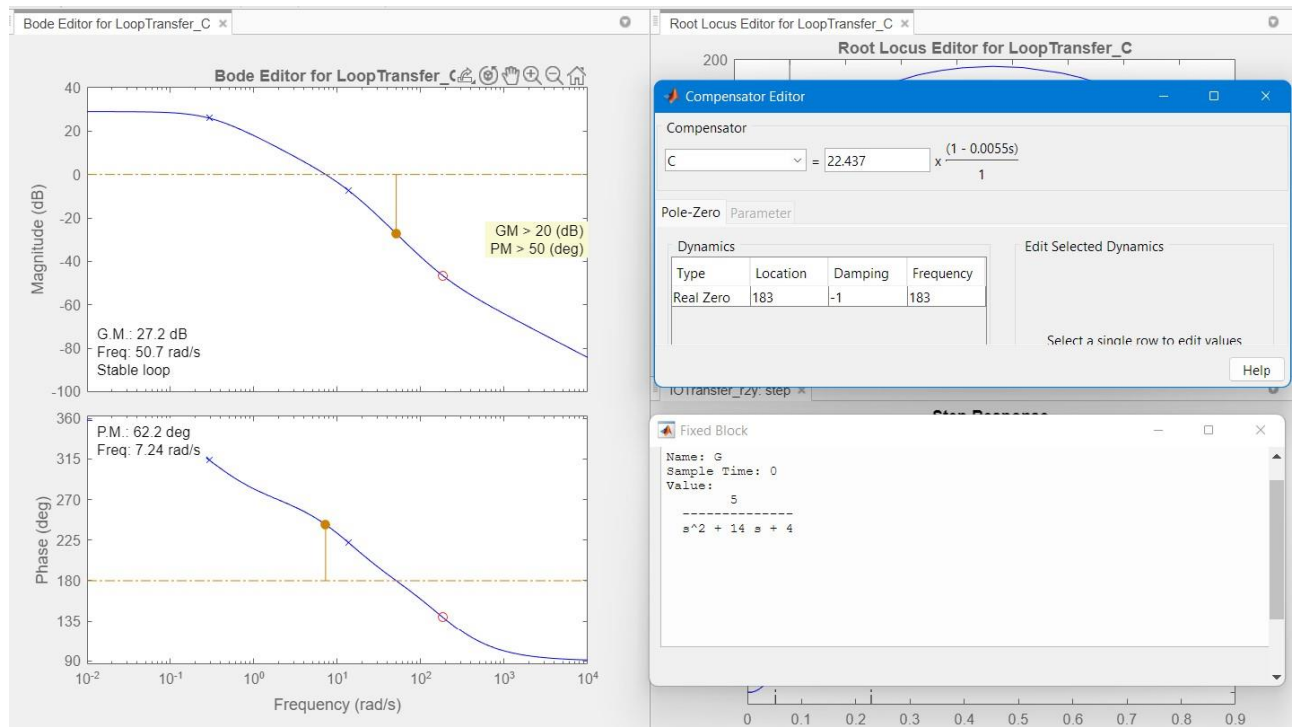 Bode Editor for LoopTransfer_C ×
Bode Editor for LoopTransfer_C
40
20
0
-20
-40
-60
-80
-100
Magnitude (dB)
GM > 20 (dB)
PM > 50 (deg)
G.M.: 27.2 dB
Freq: 50.7 rad/s
Stable loop
360
315
270
225
180
135
90
Phase (deg)
P.M.: 62.2 deg
Freq: 7.24 rad/s
10^-2 10^-1 10^0 10^1 10^2 10^3 10^4
Frequency (rad/s)
Root Locus Editor for LoopTransfer_C ×
Root Locus Editor for LoopTransfer_C
200
Compensator Editor
Compensator
C = 22.437 x (1 - 0.0055s)
1
Pole-Zero Parameter
Dynamics
Type Location Damping Frequency
Real Zero 183 -1 183
Edit Selected Dynamics
Select a single row to edit values
Help
IOTransfer_r2y: step ×
Step Response
Fixed Block
Name: G
Sample Time: 0
Value:
5
--------------
s^2 + 14 s + 4
0 0.1 0.2 0.3 0.4 0.5 0.6 0.7 0.8 0.9